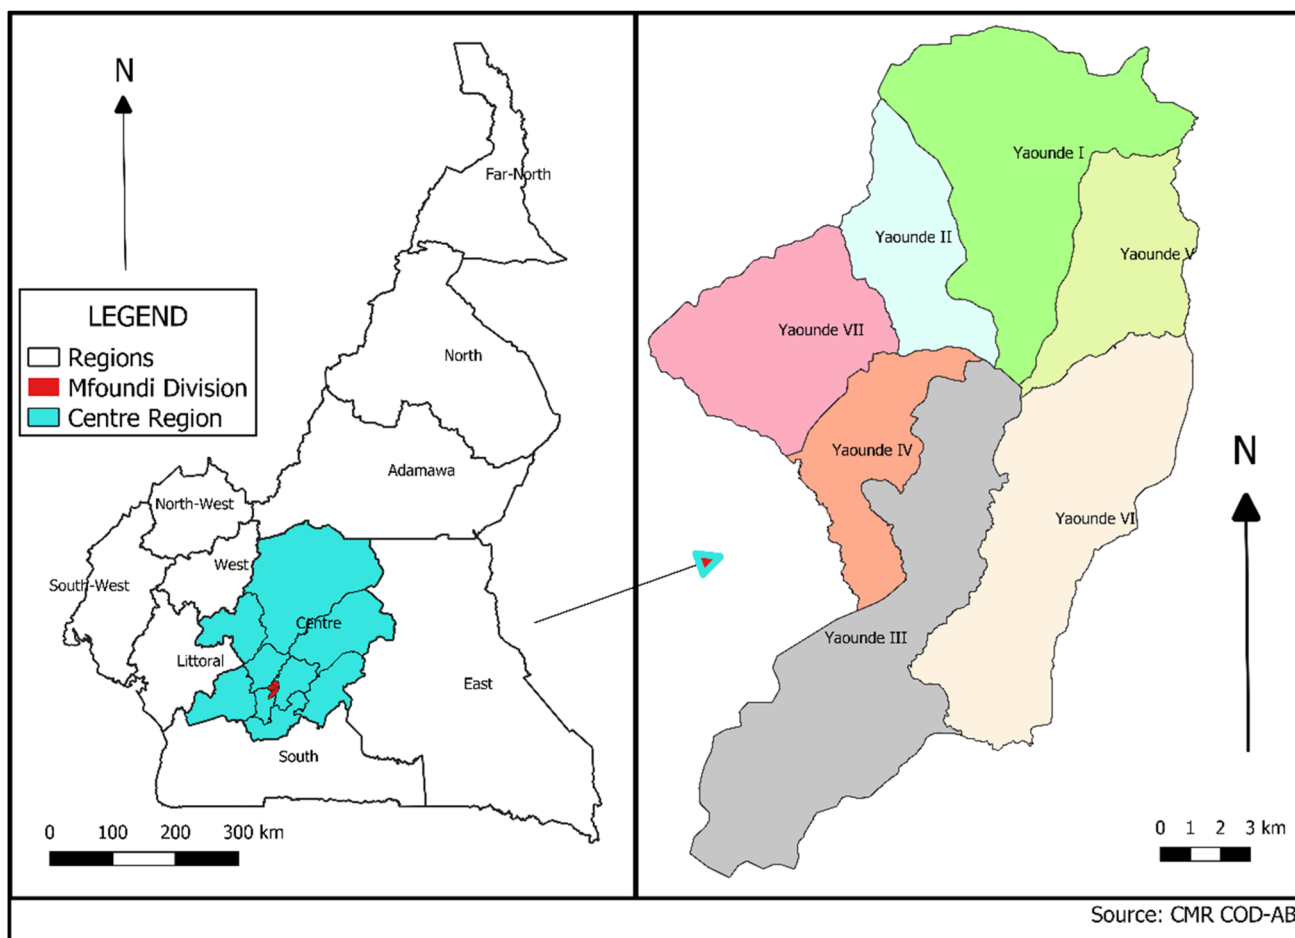 N
Far-North
LEGEND
Regions
Mfoundi Division
Centre Region
North
Adamawa
North-West
West
South-West
Centre
Littoral
East
South
0 100 200 300 km
Yaounde I
Yaounde II
Yaounde V
Yaounde VII
Yaounde IV
N
Yaounde VI
Yaounde III
0 1 2 3 km
Source: CMR COD-AB